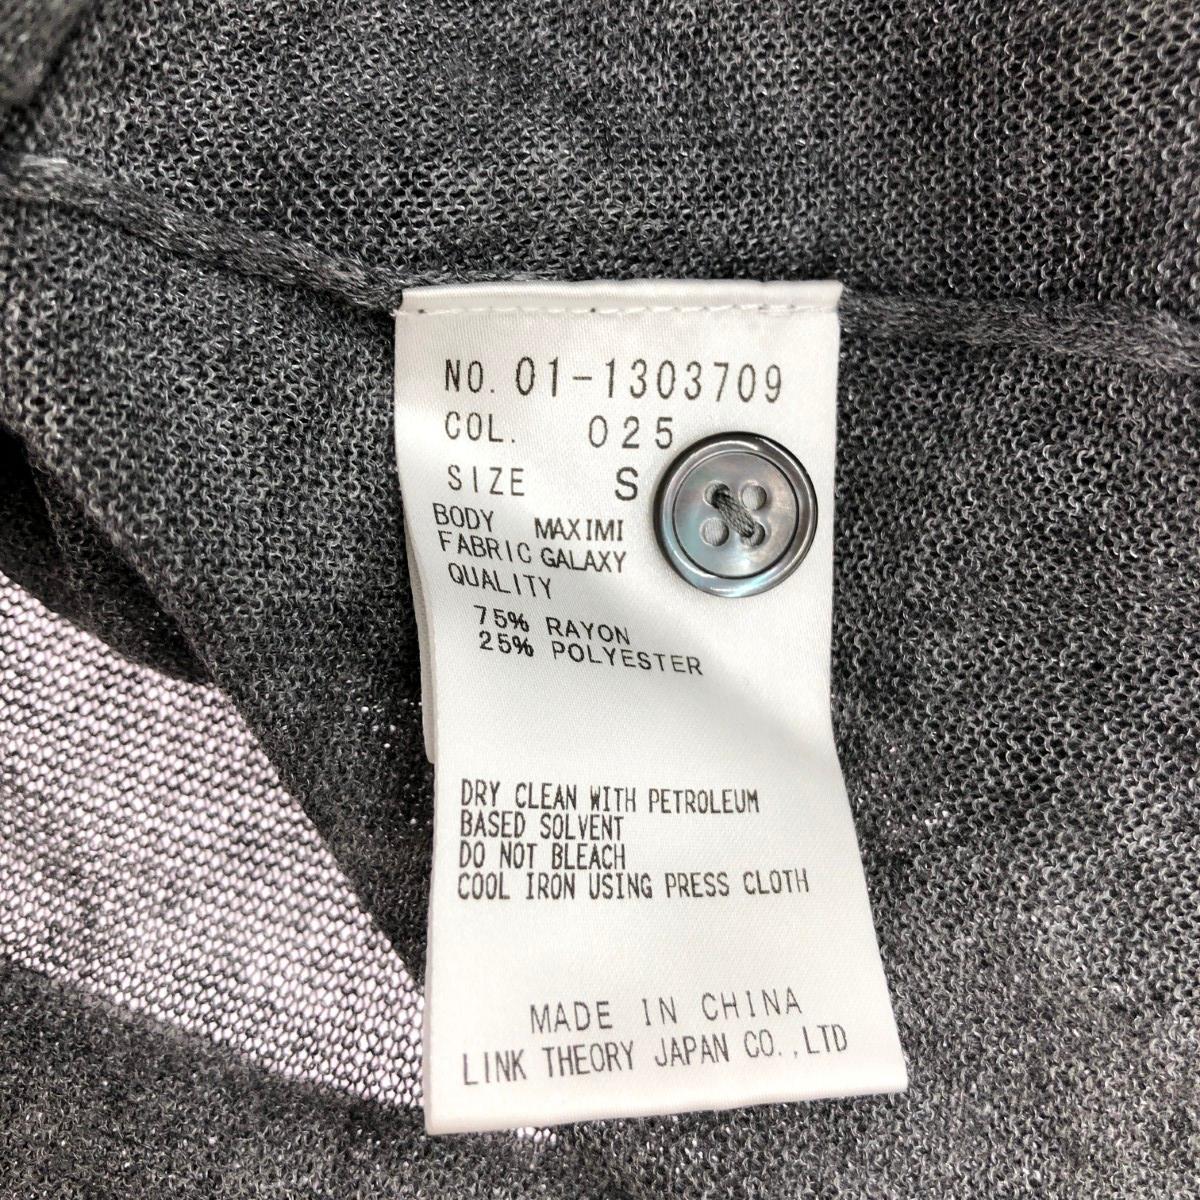 NO. 01-1303709
COL. 025
SIZE S
BODY MAXIMI
FABRIC GALAXY
QUALITY
75% RAYON
25% POLYESTER
DRY CLEAN WITH PETROLEUM
BASED SOLVENT
DO NOT BLEACH
COOL IRON USING PRESS CLOTH
MADE IN CHINA
LINK THEORY JAPAN CO.,LTD